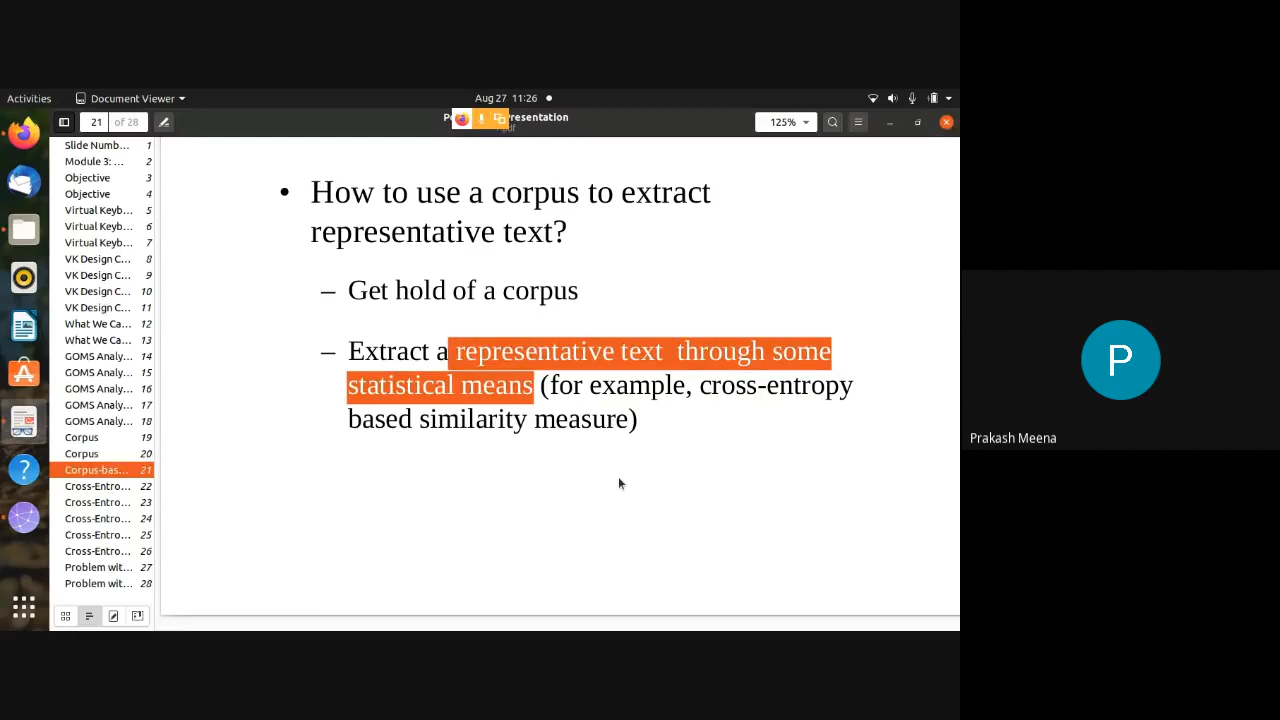 Activities
Document Viewer
Aug 27 11:26
21 of 28
Presentation
125%
Slide Numb... 1
Module 3: ... 2
Objective 3
Objective 4
Virtual Keyb... 5
Virtual Keyb... 6
Virtual Keyb... 7
VK Design C... 8
VK Design C... 9
VK Design C... 10
VK Design C... 11
What We Ca... 12
What We Ca... 13
GOMS Analy... 14
GOMS Analy... 15
GOMS Analy... 16
GOMS Analy... 17
GOMS Analy... 18
Corpus 19
Corpus 20
Corpus-bas... 21
Cross-Entro... 22
Cross-Entro... 23
Cross-Entro... 24
Cross-Entro... 25
Cross-Entro... 26
Problem wit... 27
Problem wit... 28
• How to use a corpus to extract
representative text?
– Get hold of a corpus
– Extract a representative text through some
statistical means (for example, cross-entropy
based similarity measure)
P
Prakash Meena